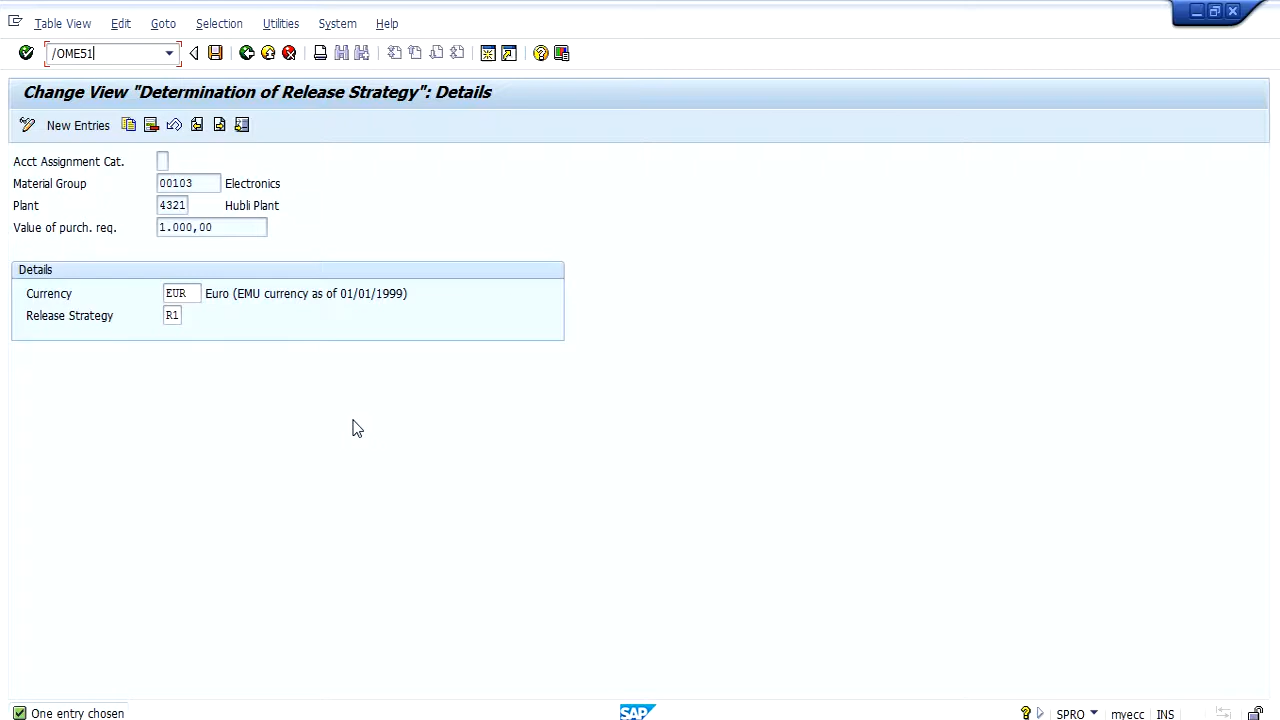 Table View Edit Goto Selection Utilities System Help
/OME51
Change View "Determination of Release Strategy": Details
New Entries
Acct Assignment Cat.
Material Group 00103 Electronics
Plant 4321 Hubli Plant
Value of purch. req. 1.000,00
Details
Currency EUR Euro (EMU currency as of 01/01/1999)
Release Strategy R1
One entry chosen SAP SPRO myecc INS